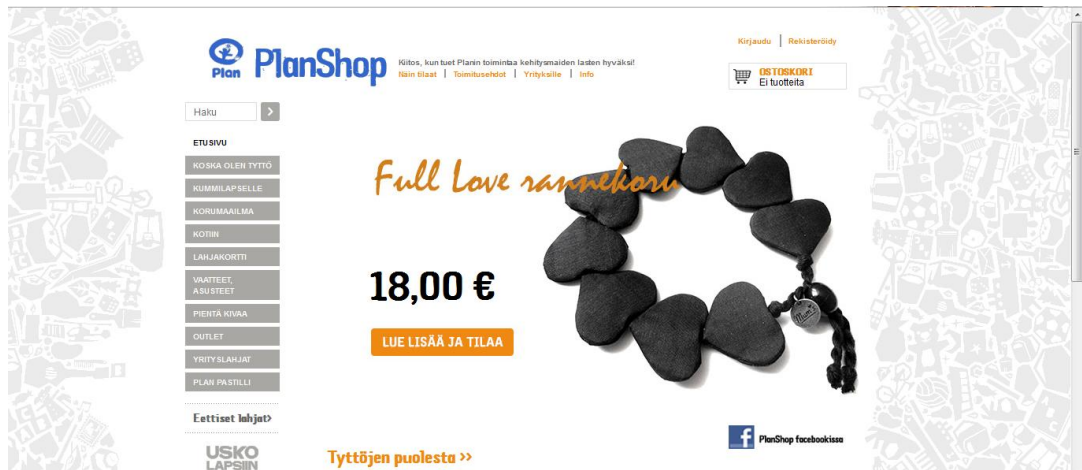 Kirjaudu | Rekisteröidy
Plan
PlanShop
Kiitos, kun tuet Planin toimintaa kehitysmaiden lasten hyväksi!
Näin tilaat | Toimitusehdot | Yrityksille | Info
OSTOSKORI
Ei tuotteita
Haku
ETUSIVU
KOSKA OLEN TYTTÖ
KUMMILAPSELLE
KORUMAAILMA
KOTIIN
LAHJAKORTTI
VAATTEET,
ASUSTEET
PIENTÄ KIVAA
OUTLET
YRITYSLAHJAT
PLAN PASTILLI
Eettiset lahjat>
USKO
LAPSIIN
Full Love rannekoru
18,00 €
LUE LISÄÄ JA TILAA
PlanShop facebookissa
Tyttöjen puolesta >>